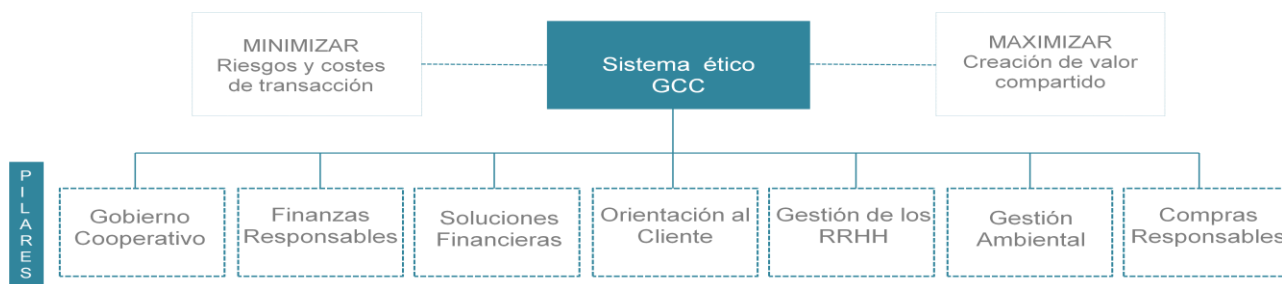 MINIMIZAR
Riesgos y costes
de transacción
Sistema ético
GCC
MAXIMIZAR
Creación de valor
compartido
PILARES
Gobierno
Cooperativo
Finanzas
Responsables
Soluciones
Financieras
Orientación al
Cliente
Gestión de los
RRHH
Gestión
Ambiental
Compras
Responsables